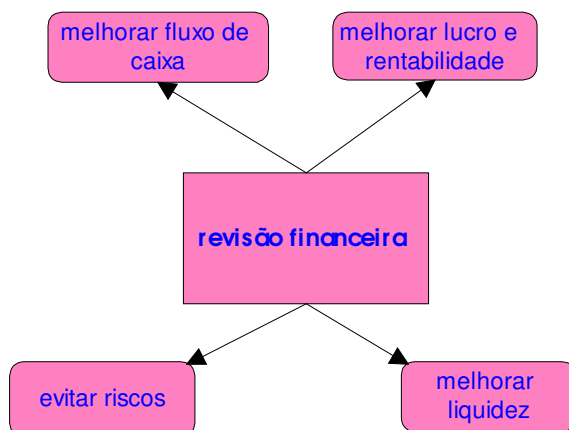 melhorar fluxo de
caixa
melhorar lucro e
rentabilidade
revisão financeira
evitar riscos
melhorar
liquidez